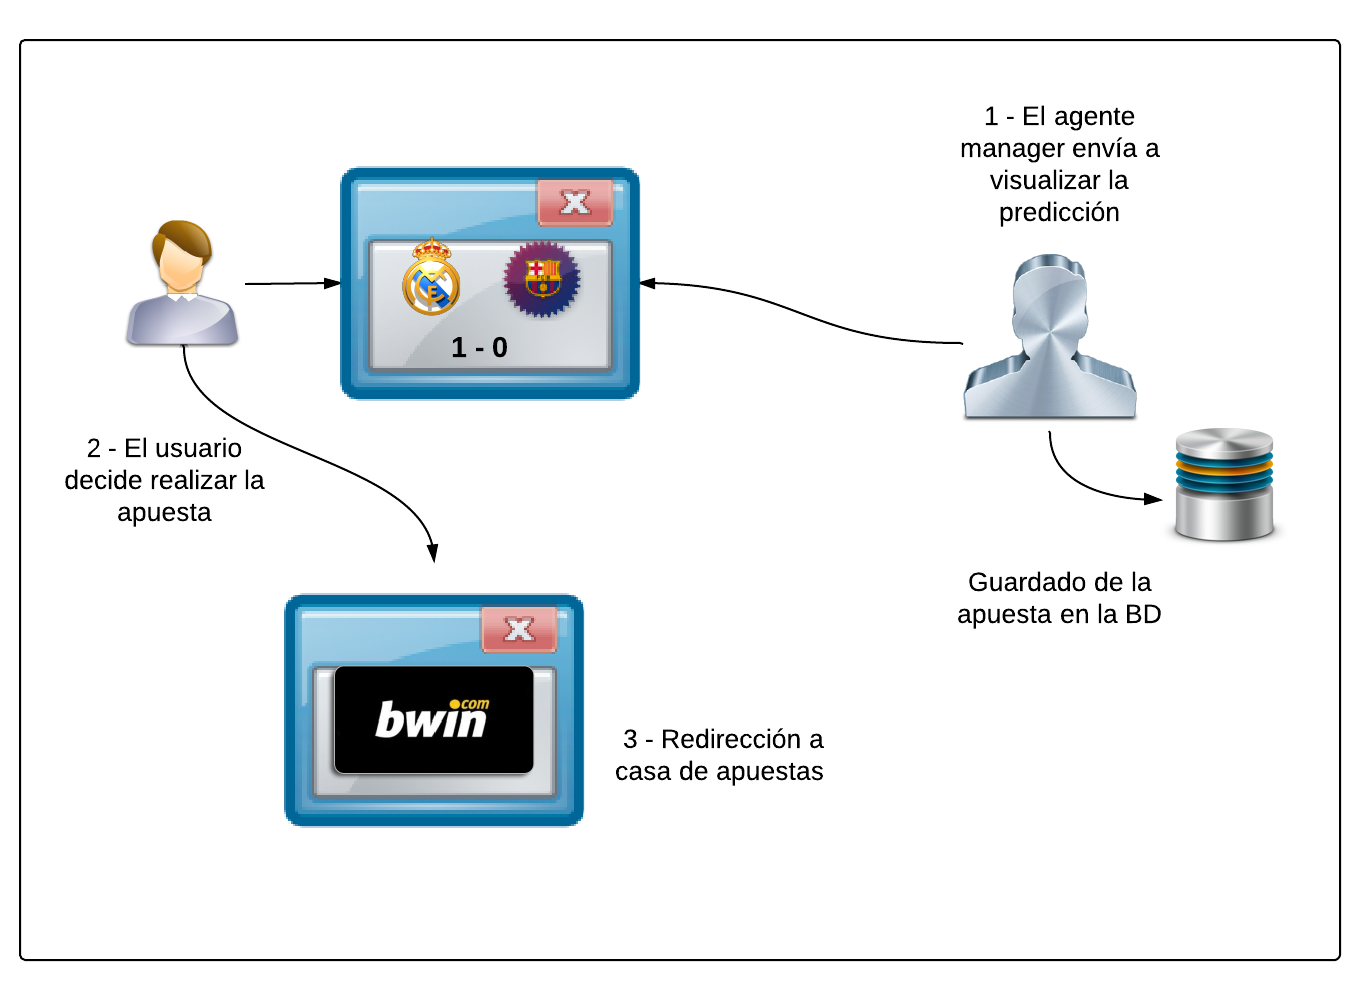 1 - El agente
manager envía a
visualizar la
predicción
1 - 0
2 - El usuario
decide realizar la
apuesta
Guardado de la
apuesta en la BD
bwin.com
3 - Redirección a
casa de apuestas